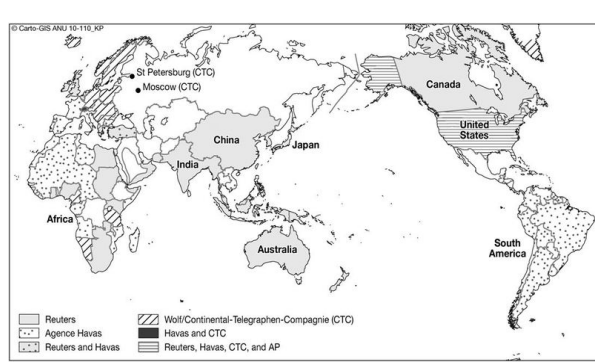 © Carto-GIS ANU 10-110_KP
St Petersburg (CTC)
Moscow (CTC)
Canada
United
States
China
Japan
India
Africa
Australia
South
America
Reuters
Agence Havas
Reuters and Havas
Wolf/Continental-Telegraphen-Compagnie (CTC)
Havas and CTC
Reuters, Havas, CTC, and AP